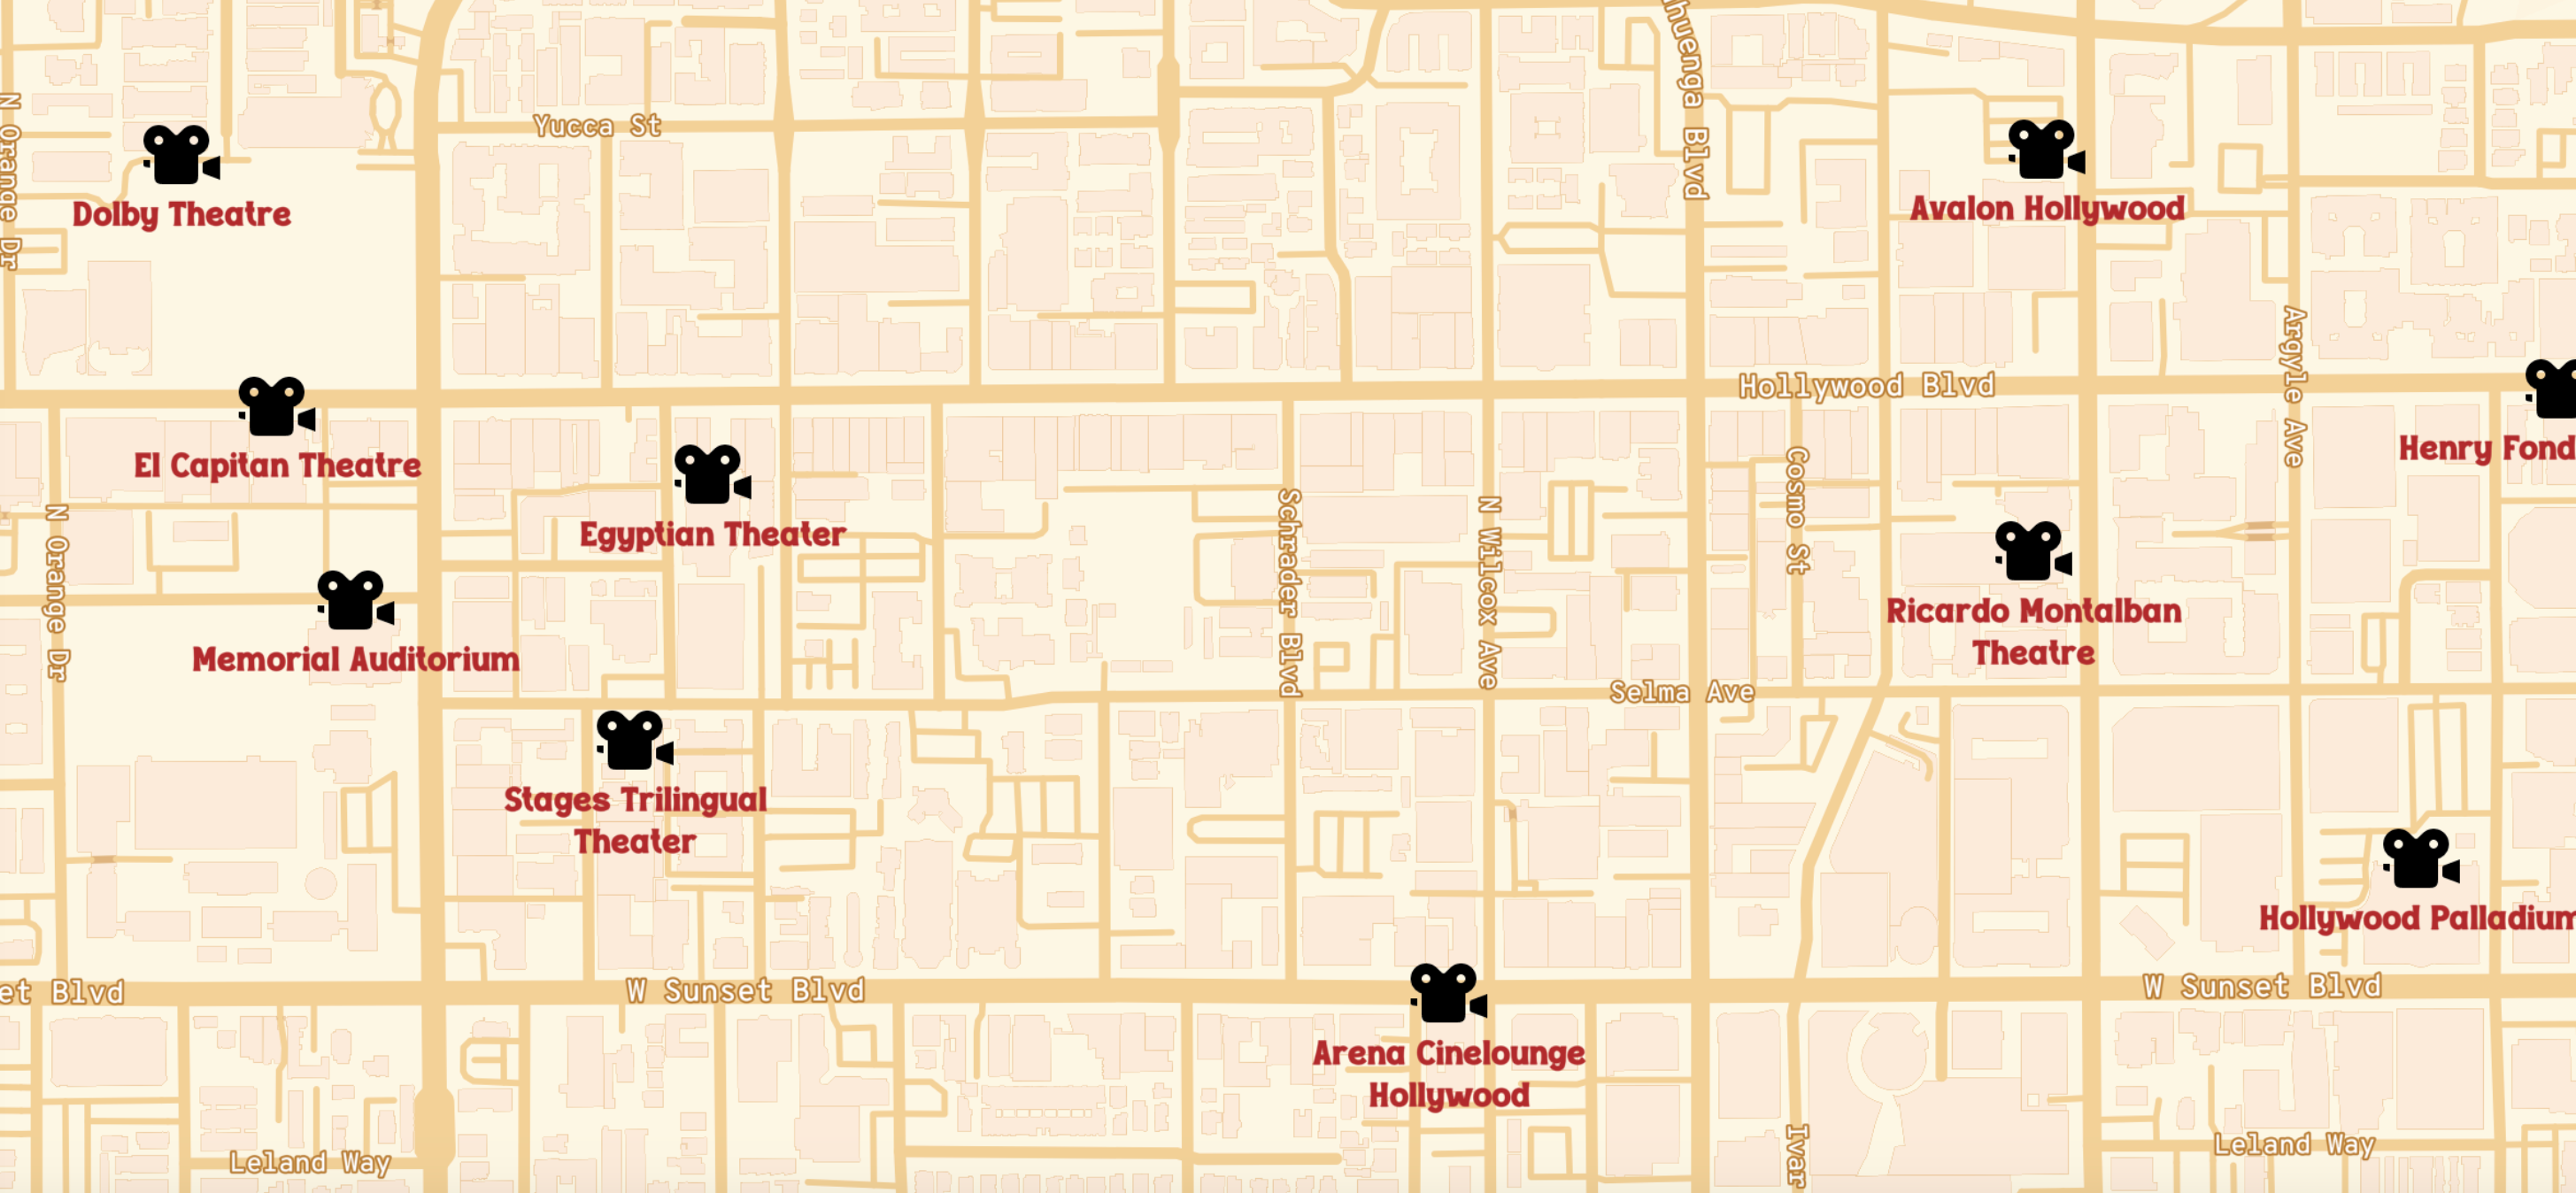 huenga Blvd
N Orange Dr
Yucca St
Dolby Theatre
Avalon Hollywood
Argyle Ave
Hollywood Blvd
El Capitan Theatre
Henry Fond
Cosmo St
N Orange Dr
Schrader Blvd
N Wilcox Ave
Egyptian Theater
Ricardo Montalban
Theatre
Memorial Auditorium
Selma Ave
Stages Trilingual
Theater
Hollywood Palladium
et Blvd
W Sunset Blvd
W Sunset Blvd
Arena Cinelounge
Hollywood
Ivar
Leland Way
Leland Way